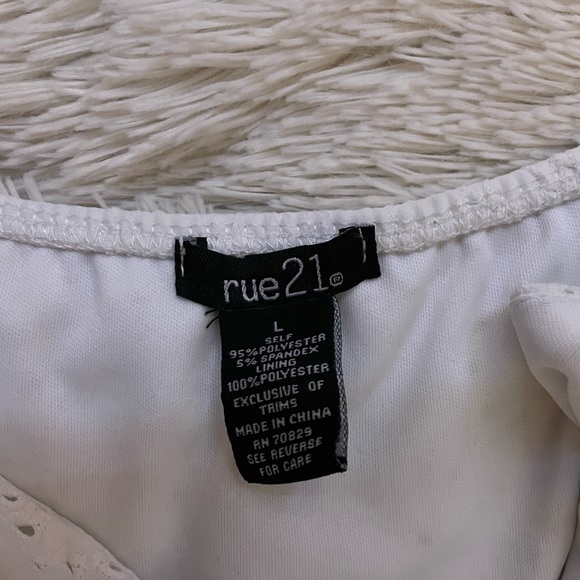 rue21®
L
SELF
95%POLYESTER
5% SPANDEX
LINING
100%POLYESTER
EXCLUSIVE OF
TRIMS
MADE IN CHINA
RN 70829
SEE REVERSE
FOR CARE